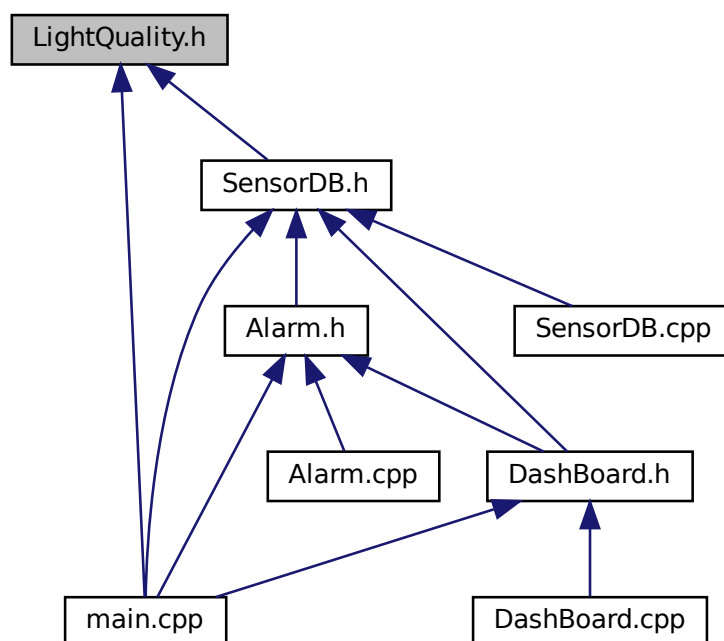 LightQuality.h
SensorDB.h
Alarm.h
SensorDB.cpp
Alarm.cpp
DashBoard.h
main.cpp
DashBoard.cpp